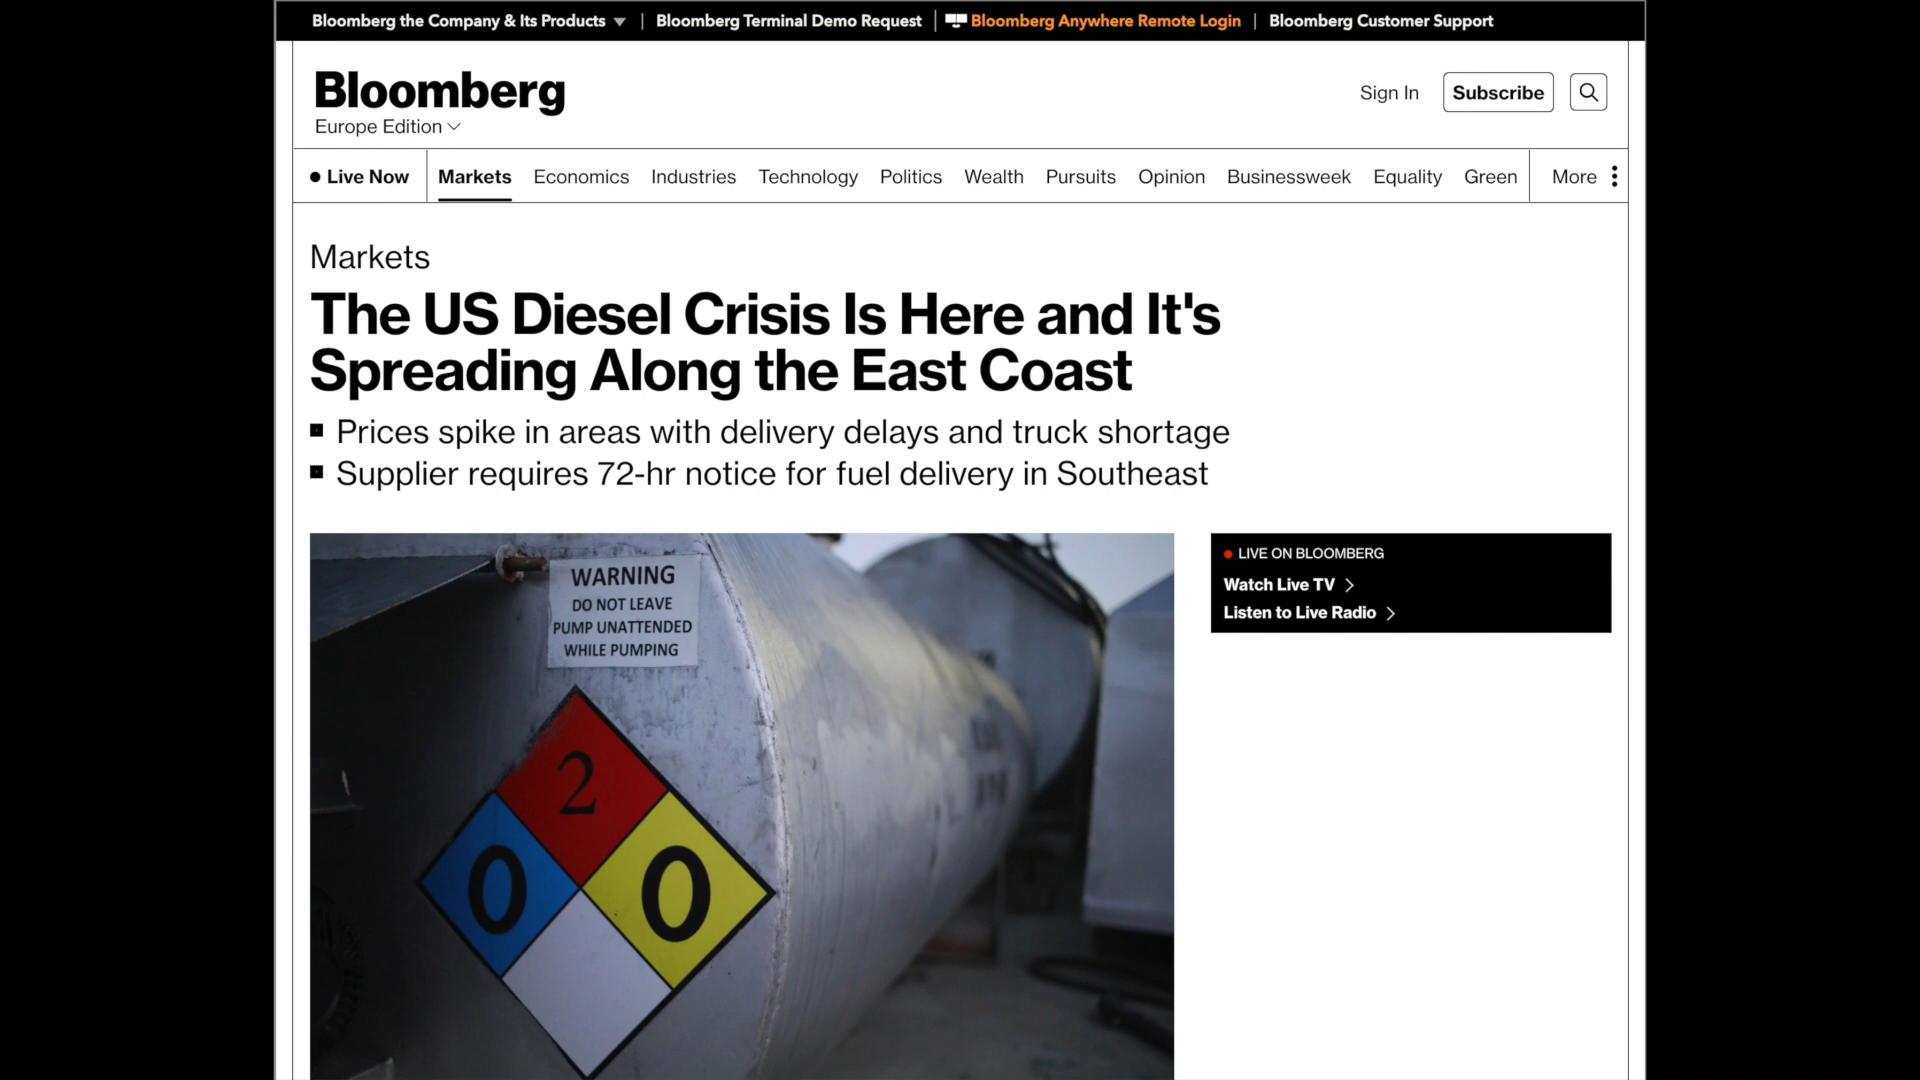 Bloomberg the Company & Its Products
Bloomberg Terminal Demo Request
Bloomberg Anywhere Remote Login
Bloomberg Customer Support
Bloomberg
Europe Edition
Sign In
Subscribe
Live Now
Markets
Economics
Industries
Technology
Politics
Wealth
Pursuits
Opinion
Businessweek
Equality
Green
More
Markets
The US Diesel Crisis Is Here and It's
Spreading Along the East Coast
Prices spike in areas with delivery delays and truck shortage
Supplier requires 72-hr notice for fuel delivery in Southeast
WARNING
DO NOT LEAVE
PUMP UNATTENDED
WHILE PUMPING
2
0
0
LIVE ON BLOOMBERG
Watch Live TV
Listen to Live Radio